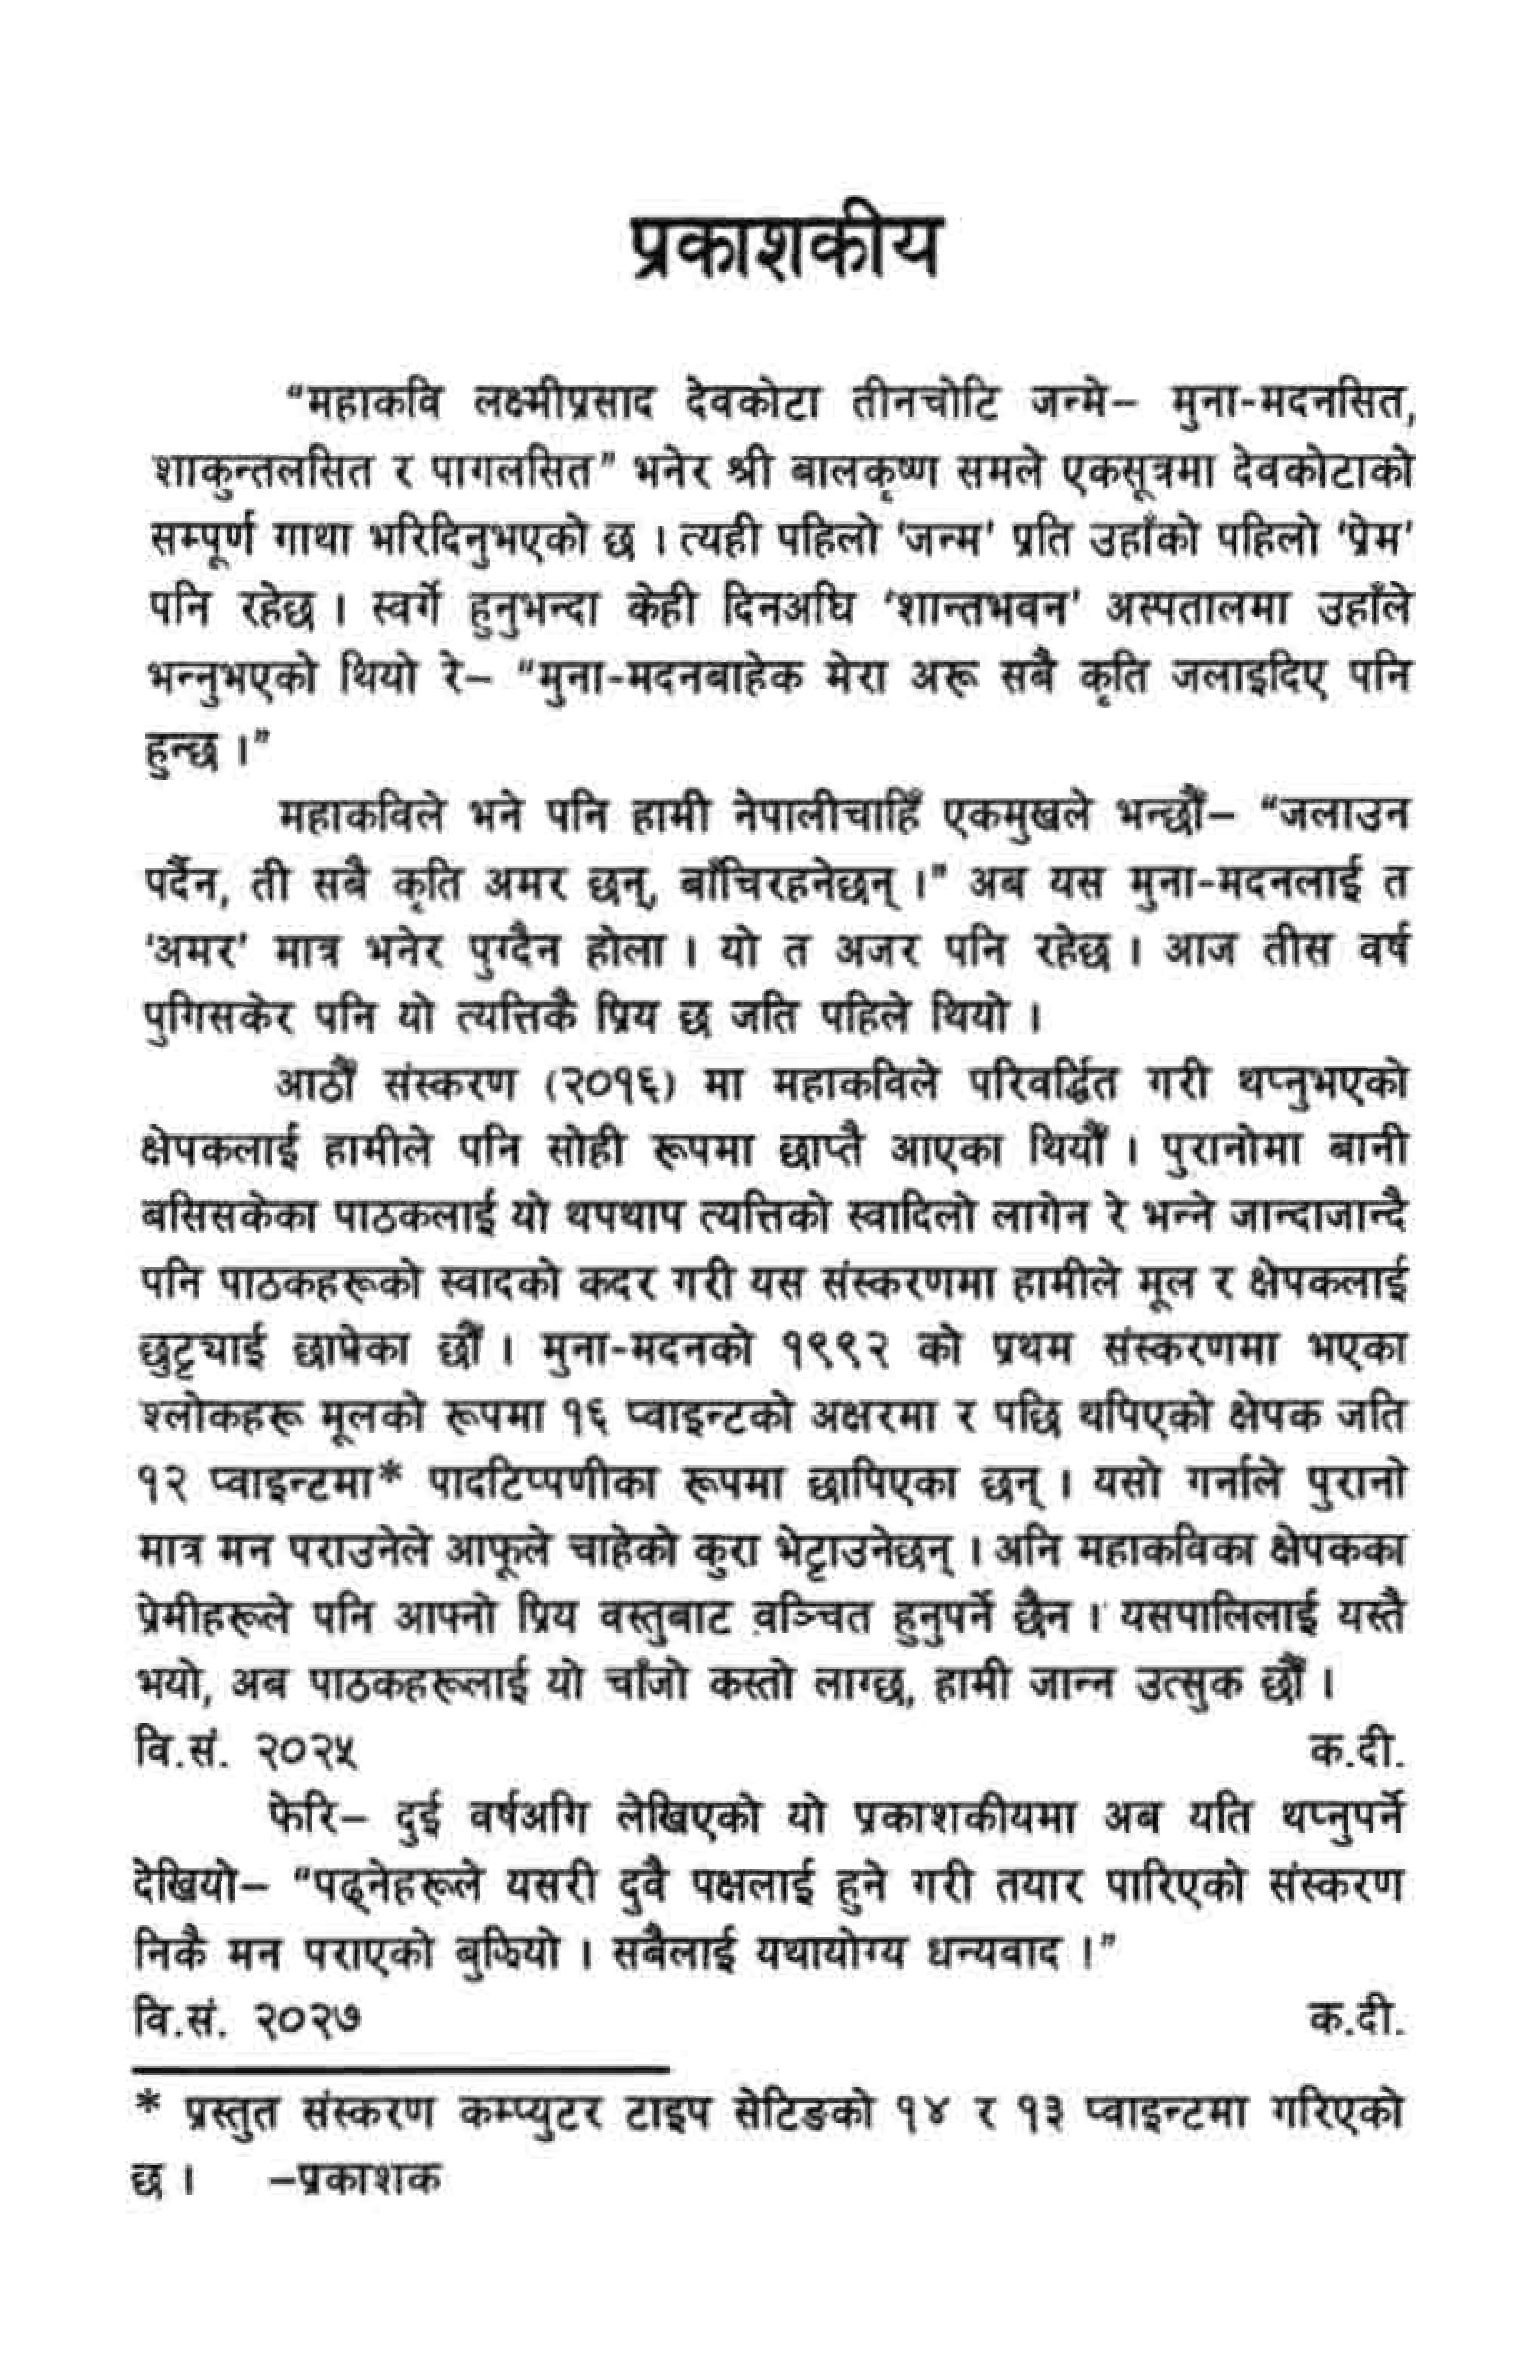 प्रकाशकीय
“महाकवि लक्ष्मीप्रसाद देवकोटा तीनचोटि जन्मे– मुना-मदनसित,
शाकुन्तलसित र पागलसित” भनेर श्री बालकृष्ण समले एकसूत्रमा देवकोटाको
सम्पूर्ण गाथा भरिदिनुभएको छ । त्यही पहिलो ‘जन्म’ प्रति उहाँको पहिलो ‘प्रेम’
पनि रहेछ । स्वर्गे हुनुभन्दा केही दिनअघि ‘शान्तभवन’ अस्पतालमा उहाँले
भन्नुभएको थियो रे– “मुना-मदनबाहेक मेरा अरू सबै कृति जलाइदिए पनि
हुन्छ ।”
महाकविले भने पनि हामी नेपालीचाहिँ एकमुखले भन्छौँ– “जलाउन
पर्दैन, ती सबै कृति अमर छन्, बाँचिरहनेछन् ।” अब यस मुना-मदनलाई त
‘अमर’ मात्र भनेर पुग्दैन होला । यो त अजर पनि रहेछ । आज तीस वर्ष
पुगिसकेर पनि यो त्यत्तिकै प्रिय छ जति पहिले थियो ।
आठौँ संस्करण (२०१६) मा महाकविले परिवर्द्धित गरी थप्नुभएको
क्षेपकलाई हामीले पनि सोही रूपमा छाप्तै आएका थियौँ । पुरानोमा बानी
बसिसकेका पाठकलाई यो थपथाप त्यत्तिको स्वादिलो लागेन रे भन्ने जान्दाजान्दै
पनि पाठकहरूको स्वादको कदर गरी यस संस्करणमा हामीले मूल र क्षेपकलाई
छुट्ट्याई छापेका छौँ । मुना-मदनको १९९२ को प्रथम संस्करणमा भएका
श्लोकहरू मूलको रूपमा १६ प्वाइन्टको अक्षरमा र पछि थपिएको क्षेपक जति
१२ प्वाइन्टमा* पादटिप्पणीका रूपमा छापिएका छन् । यसो गर्नाले पुरानो
मात्र मन पराउनेले आफूले चाहेको कुरा भेट्टाउनेछन् । अनि महाकविका क्षेपकका
प्रेमीहरूले पनि आफ्नो प्रिय वस्तुबाट वञ्चित हुनुपर्ने छैन । यसपालिलाई यस्तै
भयो, अब पाठकहरूलाई यो चाँजो कस्तो लाग्छ, हामी जान्न उत्सुक छौँ ।
वि.सं. २०२५ क.दी.
फेरि– दुई वर्षअगि लेखिएको यो प्रकाशकीयमा अब यति थप्नुपर्ने
देखियो– “पढ्नेहरूले यसरी दुवै पक्षलाई हुने गरी तयार पारिएको संस्करण
निकै मन पराएको बुझियो । सबैलाई यथायोग्य धन्यवाद ।”
वि.सं. २०२७ क.दी.
* प्रस्तुत संस्करण कम्प्युटर टाइप सेटिङको १४ र १३ प्वाइन्टमा गरिएको
छ । –प्रकाशक